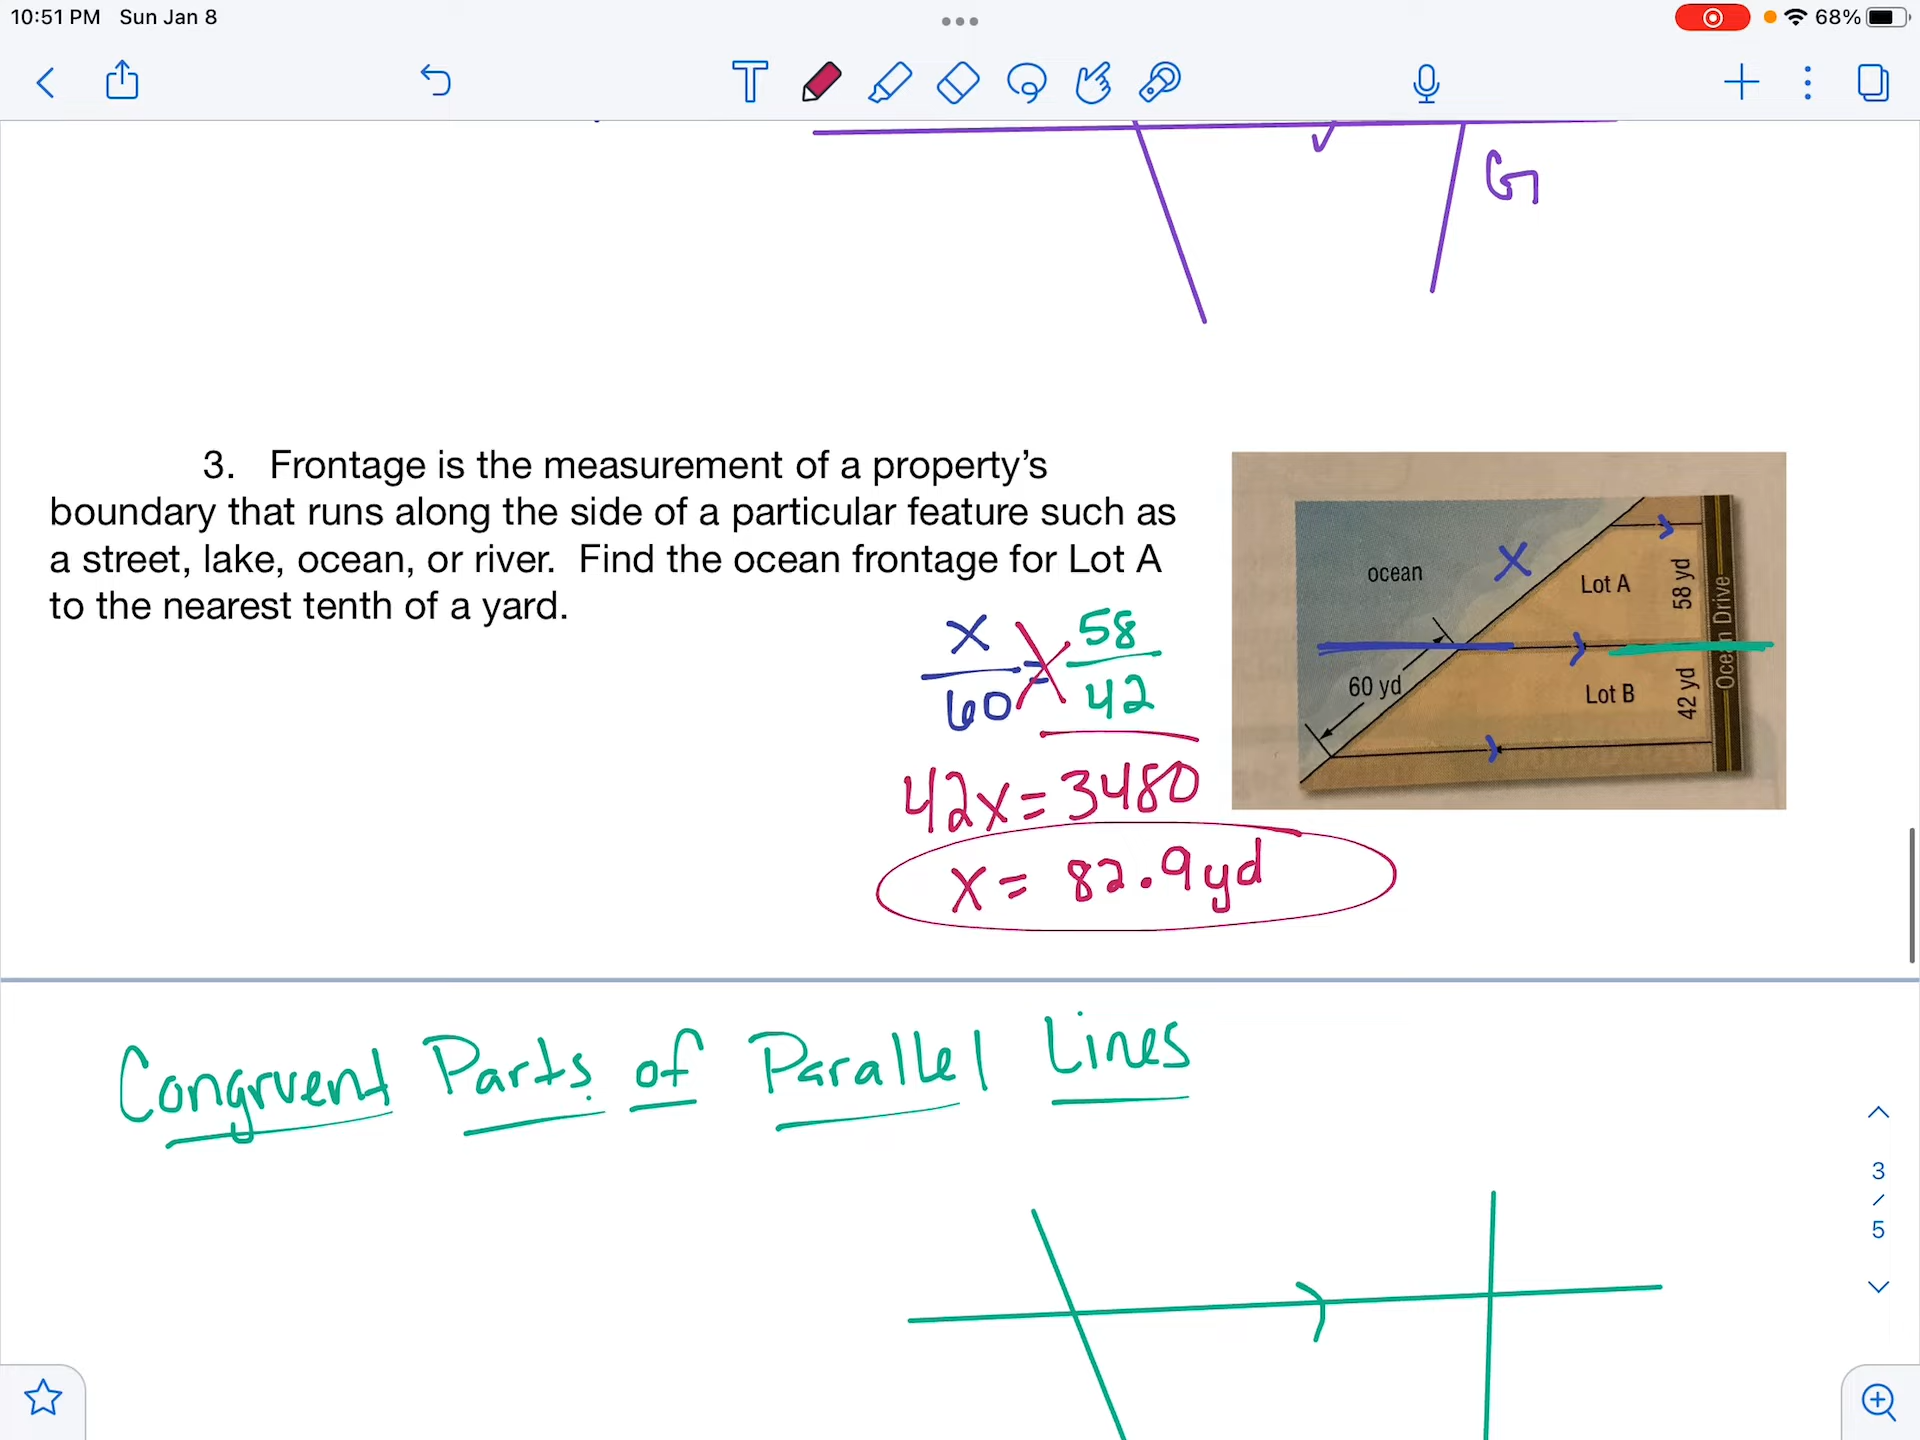 10:51 PM Sun Jan 8
68%
T
G
3. Frontage is the measurement of a property's
boundary that runs along the side of a particular feature such as
a street, lake, ocean, or river. Find the ocean frontage for Lot A
to the nearest tenth of a yard.
x/60 = 58/42
42x = 3480
x = 82.9yd
ocean
X
Lot A
58 yd
60 yd
Lot B
42 yd
Ocean Drive
Congruent Parts of Parallel Lines
3
/
5